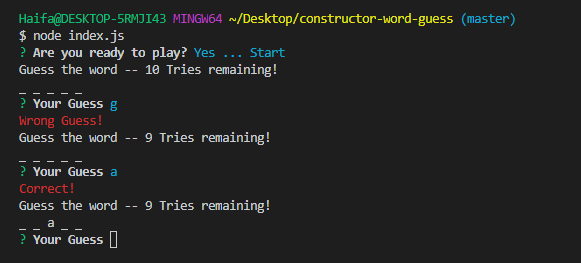 Haifa@DESKTOP-5RMJI43 MINGW64 ~/Desktop/constructor-word-guess (master)
$ node index.js
? Are you ready to play? Yes ... Start
Guess the word -- 10 Tries remaining!
_ _ _ _ _
? Your Guess g
Wrong Guess!
Guess the word -- 9 Tries remaining!
_ _ _ _ _
? Your Guess a
Correct!
Guess the word -- 9 Tries remaining!
_ _ a _ _
? Your Guess